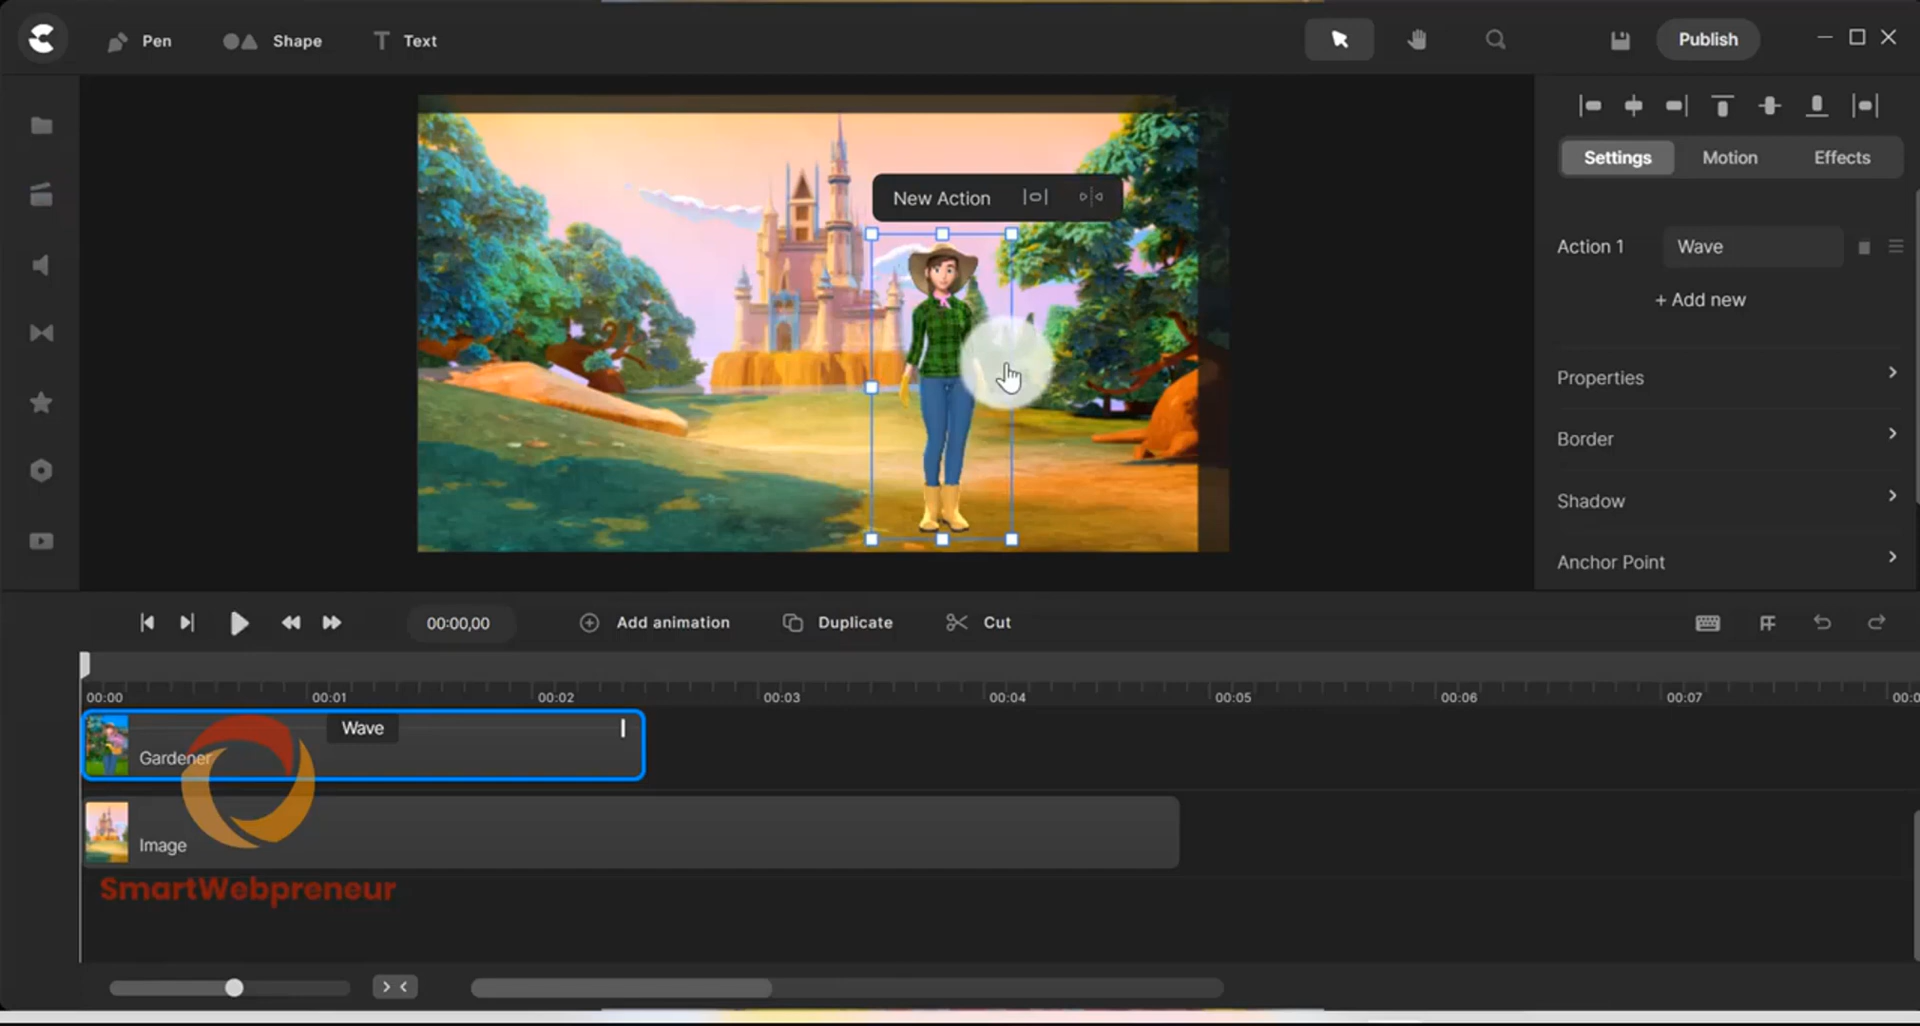 Pen
Shape
Text
Publish
Settings
Motion
Effects
New Action
Action 1
Wave
+ Add new
Properties
Border
Shadow
Anchor Point
00:00,00
Add animation
Duplicate
Cut
00:00
00:01
00:02
00:03
00:04
00:05
00:06
00:07
00:0
Wave
Gardener
Image
SmartWebpreneur